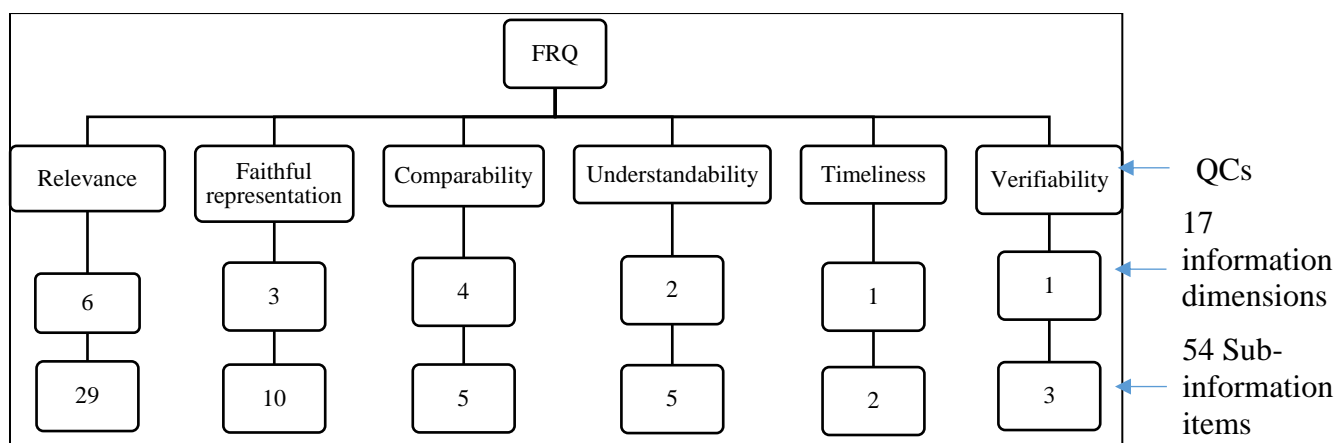 FRQ
Relevance
Faithful
representation
Comparability
Understandability
Timeliness
Verifiability
QCs
6
3
4
2
1
1
17
information
dimensions
29
10
5
5
2
3
54 Sub-
information
items